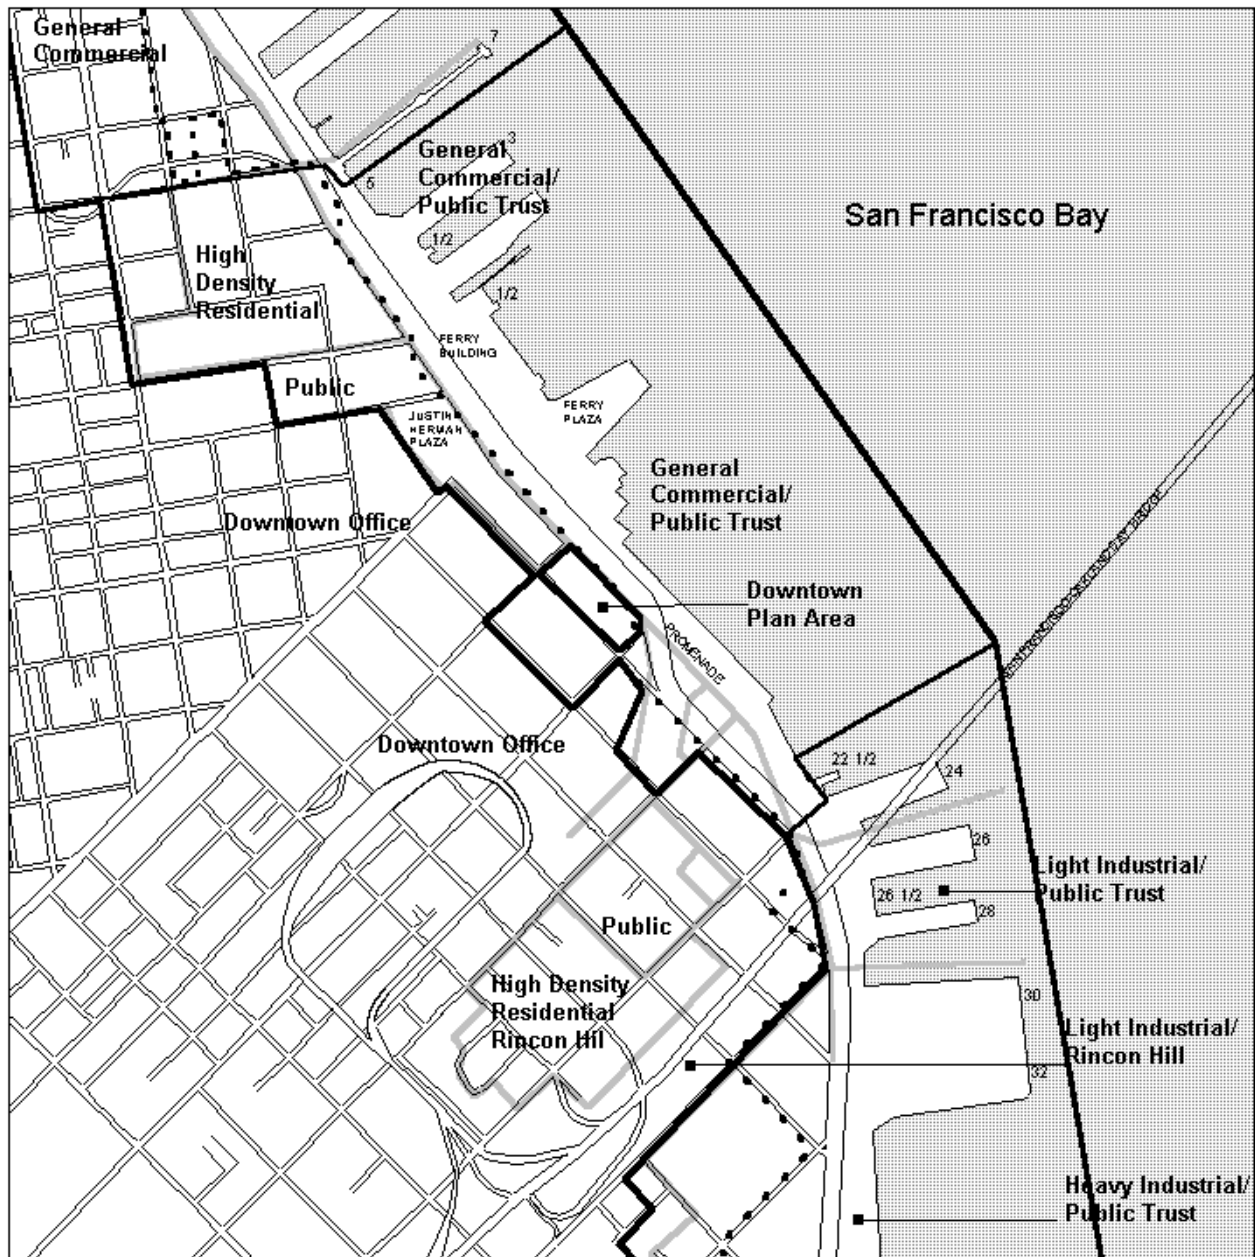 General
Commercial
7
General
Commercial/
Public Trust
3
1
5
1/2
1/2
San Francisco Bay
High
Density
Residential
FERRY
BUILDING
Public
JUSTIN
HERMAN
PLAZA
FERRY
PLAZA
General
Commercial/
Public Trust
Downtown Office
Downtown
Plan Area
PROMENADE
Downtown Office
22 1/2
24
26
Light Industrial/
Public Trust
26 1/2
28
Public
High Density
Residential
Rincon Hill
30
Light Industrial/
Rincon Hill
32
Heavy Industrial/
Public Trust